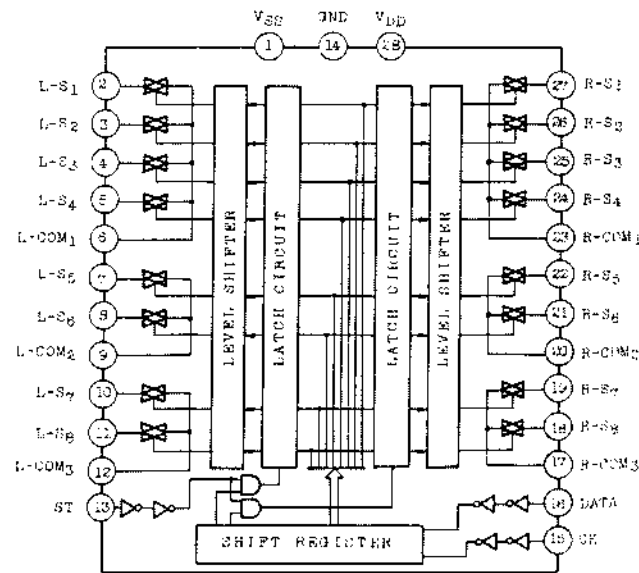 VSS GND VDD
1 14 28
L-S1 2
L-S2 3
L-S3 4
L-S4 5
L-COM1 6
L-S5 7
L-S6 8
L-COM2 9
L-S7 10
L-S8 11
L-COM3 12
ST 13
LEVEL SHIFTER
LATCH CIRCUIT
LATCH CIRCUIT
LEVEL SHIFTER
27 R-S1
26 R-S2
25 R-S3
24 R-S4
23 R-COM1
22 R-S5
21 R-S6
20 R-COM2
19 R-S7
18 R-S8
17 R-COM3
16 DATA
15 CK
SHIFT REGISTER